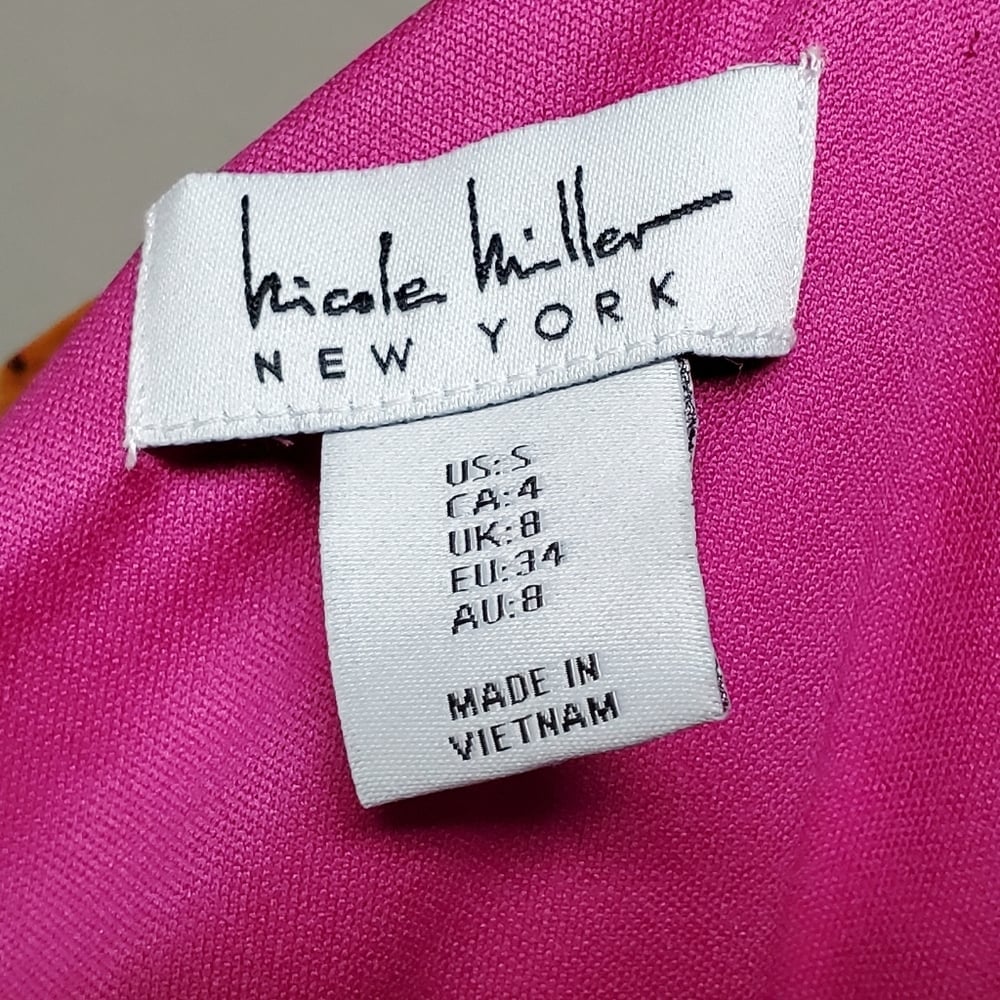 Nicole Miller
NEW YORK
US:S
CA:4
UK:8
EU:34
AU:8
MADE IN
VIETNAM